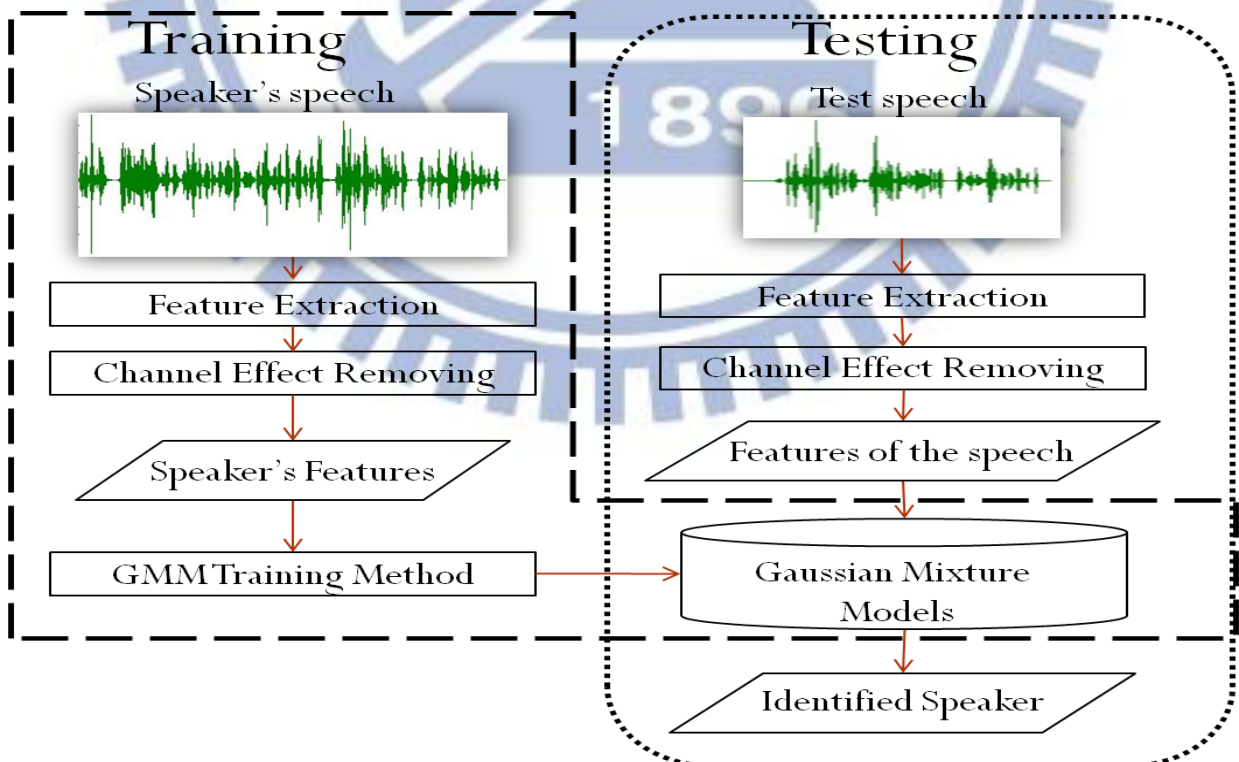 Training
Speaker's speech
Feature Extraction
Channel Effect Removing
Speaker's Features
GMM Training Method
Testing
189
Test speech
Feature Extraction
Channel Effect Removing
Features of the speech
Gaussian Mixture
Models
Identified Speaker